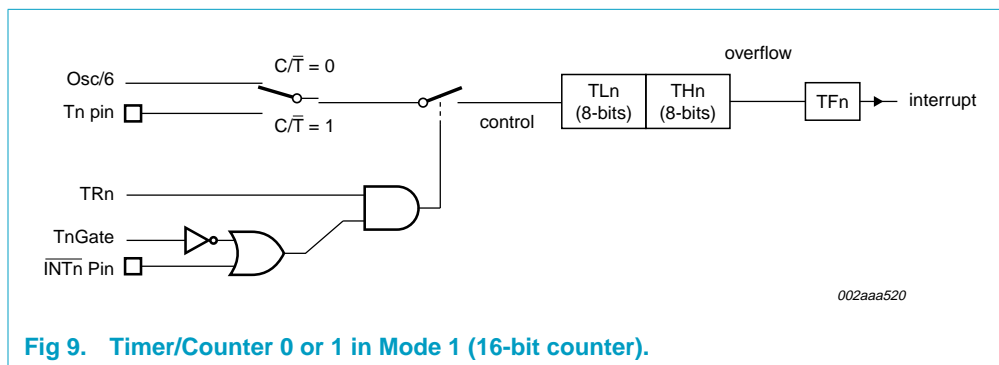 overflow
Osc/6
C/T̅ = 0
Tn pin
C/T̅ = 1
control
TLn
(8-bits)
THn
(8-bits)
TFn
interrupt
TRn
TnGate
I̅N̅T̅n̅ Pin
002aaa520
Fig 9. Timer/Counter 0 or 1 in Mode 1 (16-bit counter).